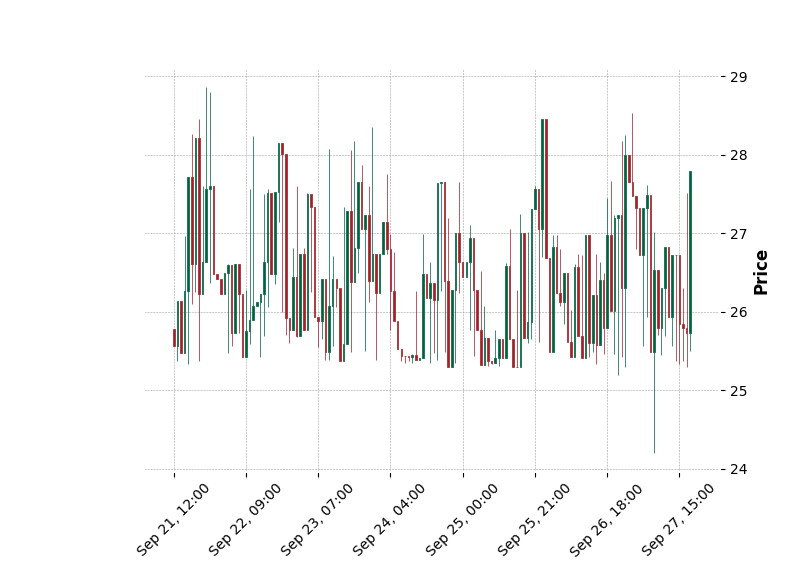 29
28
27
26
25
24
Price
Sep 21, 12:00
Sep 22, 09:00
Sep 23, 07:00
Sep 24, 04:00
Sep 25, 00:00
Sep 25, 21:00
Sep 26, 18:00
Sep 27, 15:00